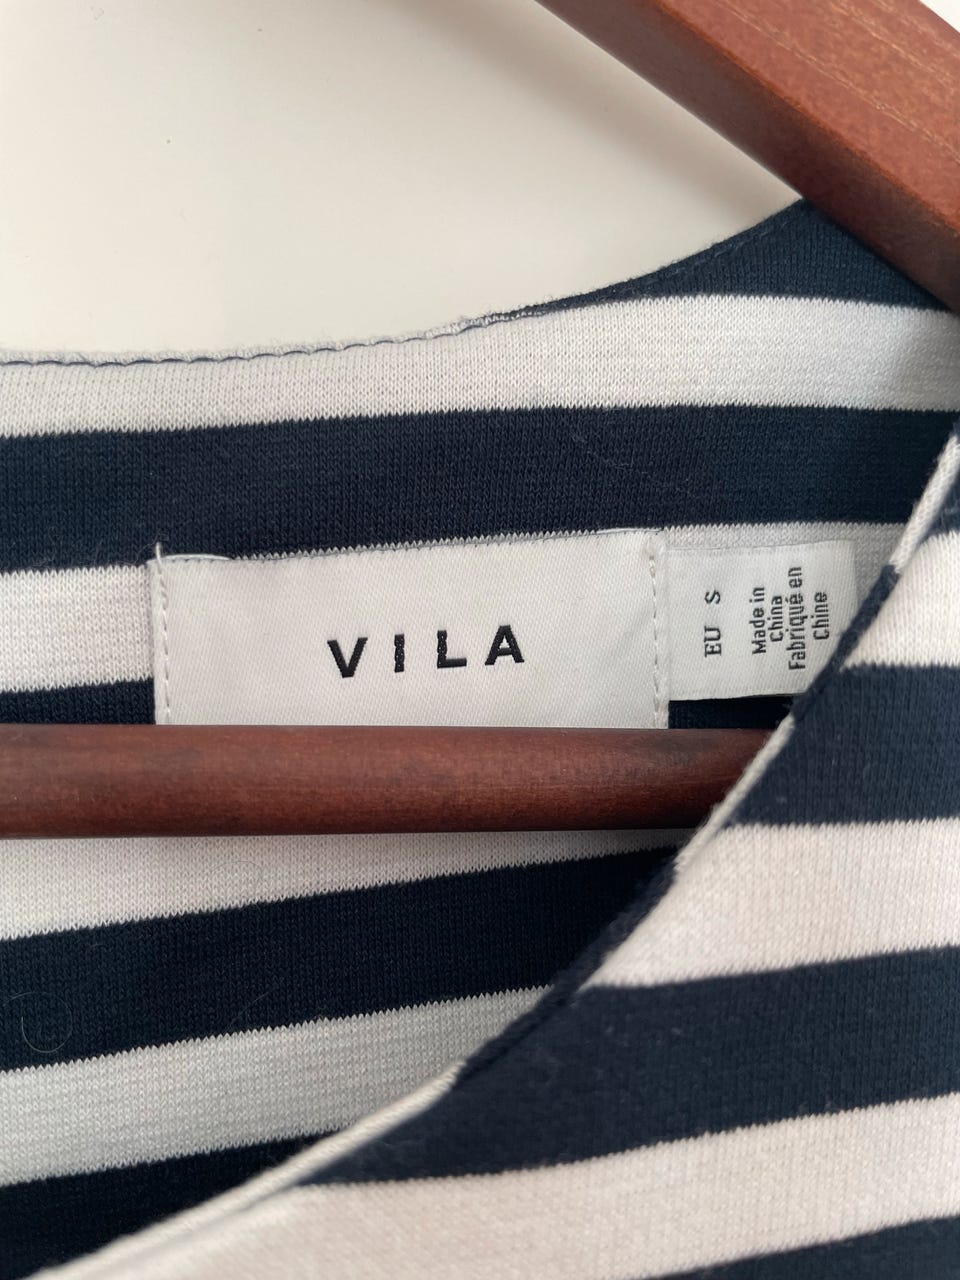 VILA
EU S
Made in
China
Fabriqué en
Chine